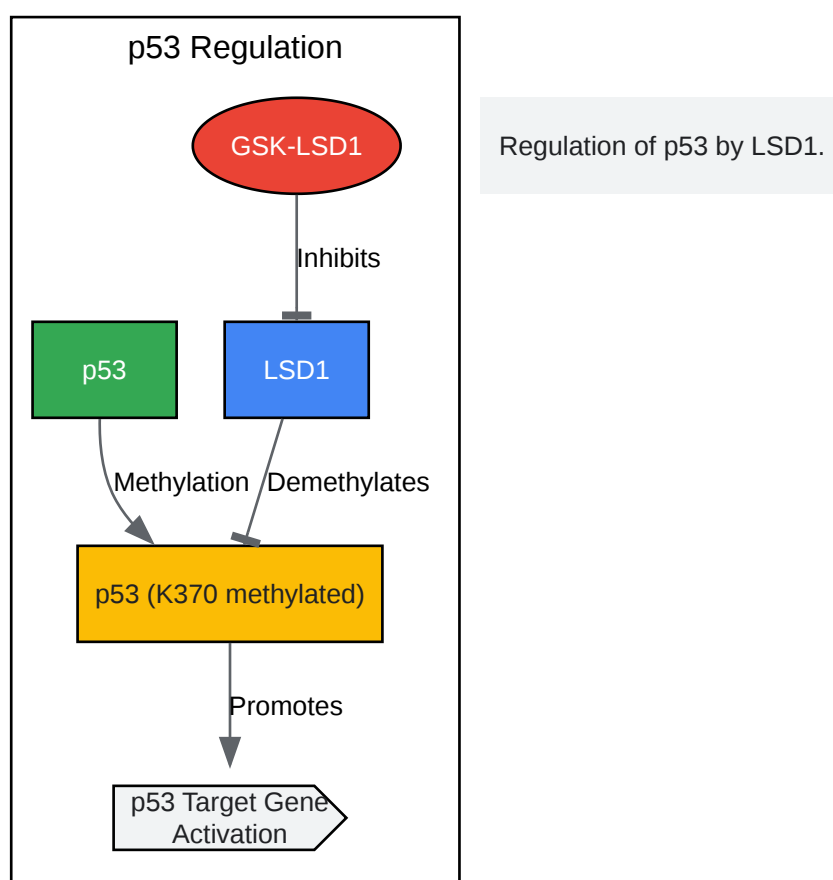 p53 Regulation
GSK-LSD1
Regulation of p53 by LSD1.
Inhibits
p53
LSD1
Methylation
Demethylates
p53 (K370 methylated)
Promotes
p53 Target Gene
Activation